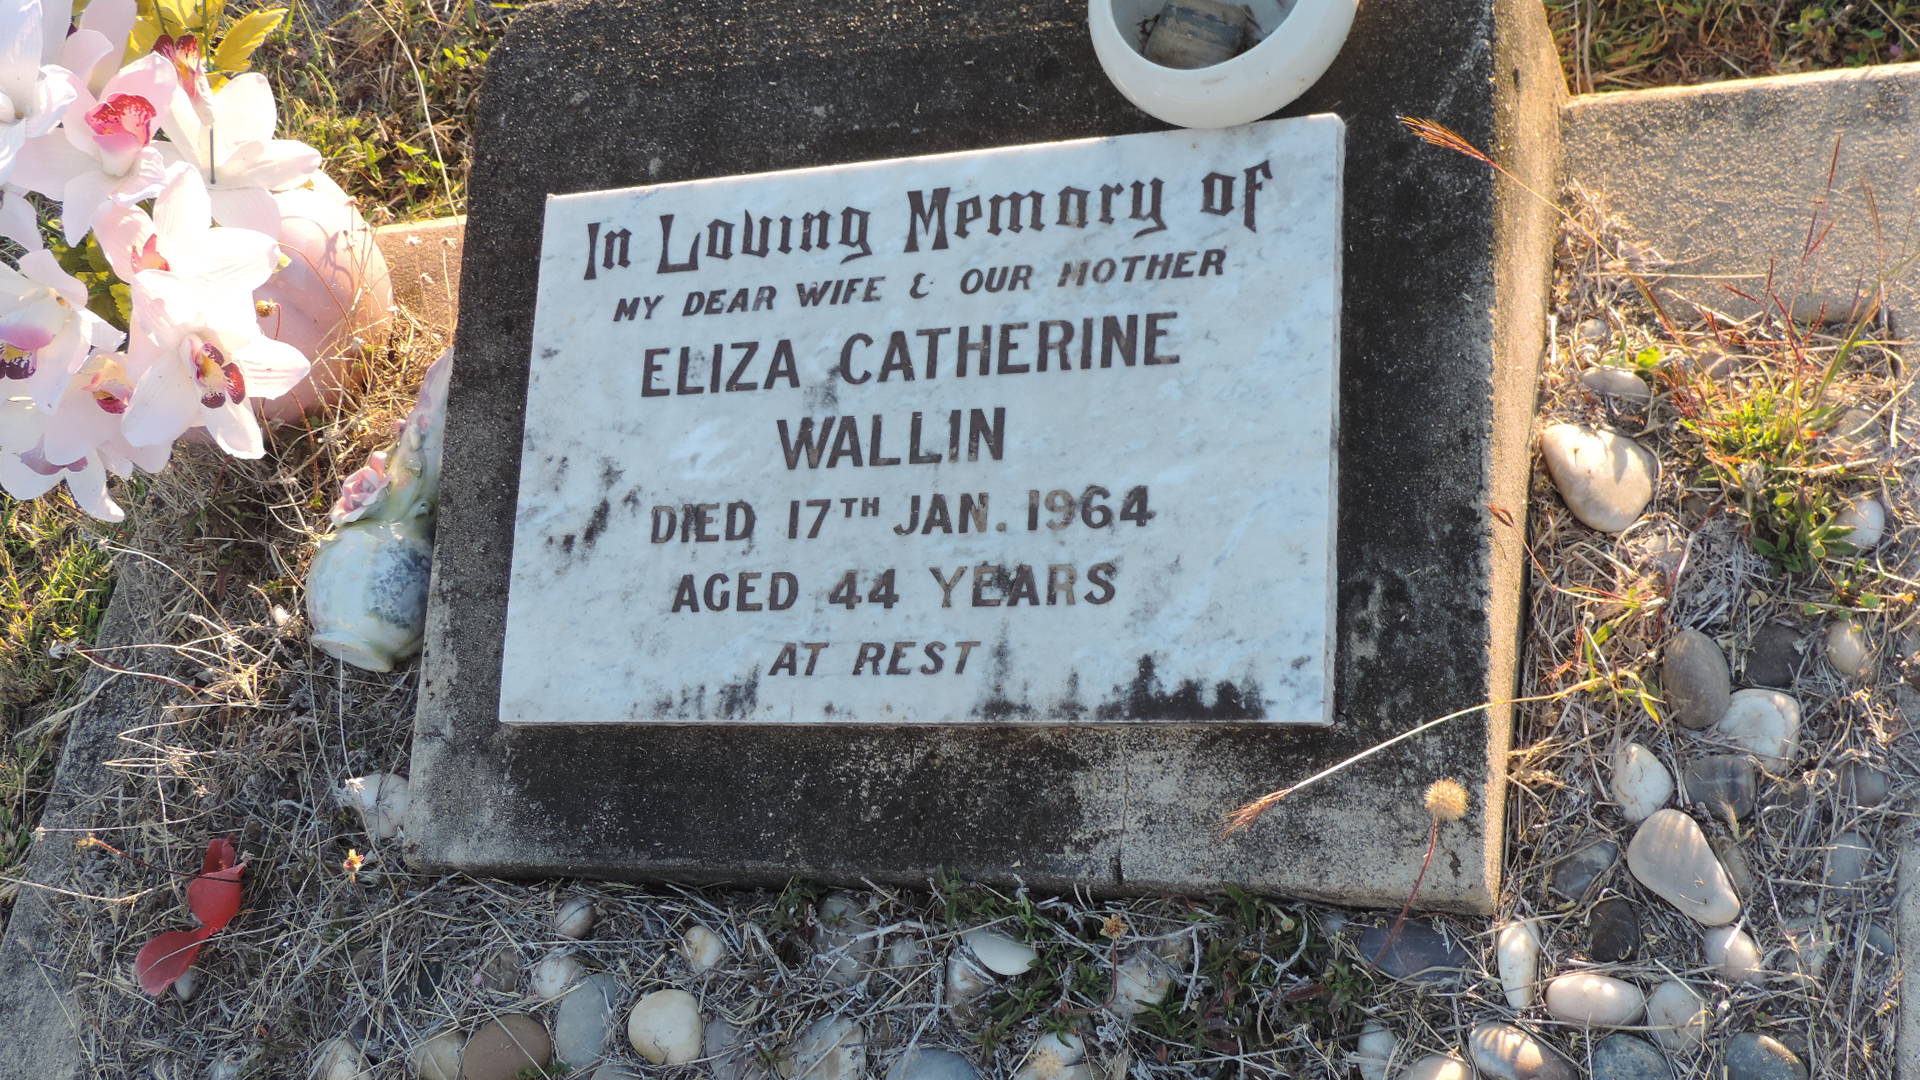 In Loving Memory of
MY DEAR WIFE & OUR MOTHER
ELIZA CATHERINE
WALLIN
DIED 17TH JAN. 1964
AGED 44 YEARS
AT REST